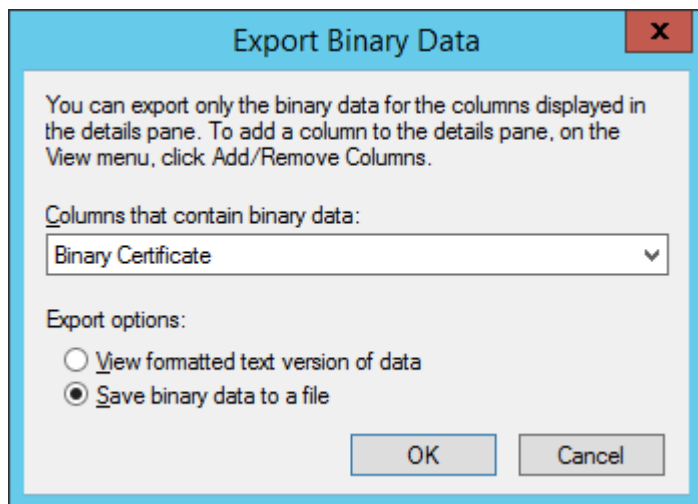 Export Binary Data
x
You can export only the binary data for the columns displayed in
the details pane. To add a column to the details pane, on the
View menu, click Add/Remove Columns.
Columns that contain binary data:
Binary Certificate
Export options:
View formatted text version of data
Save binary data to a file
OK Cancel